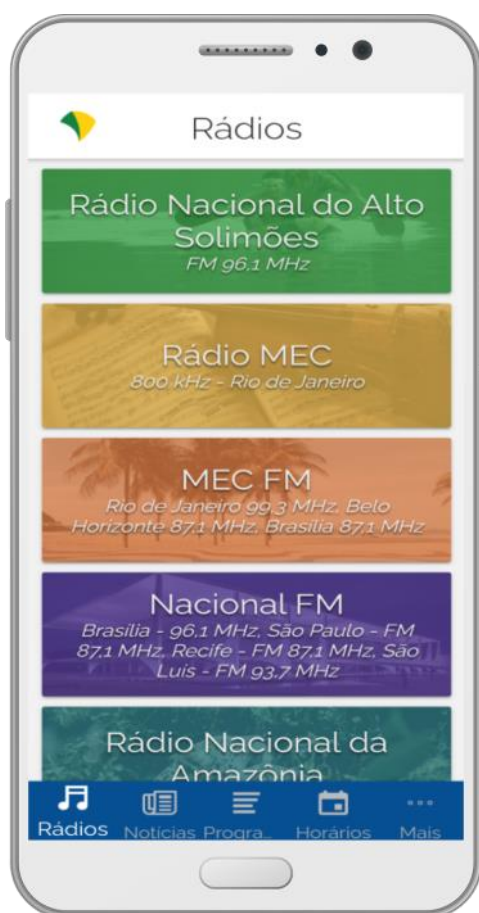 Rádios
Rádio Nacional do Alto
Solimões
FM 96,1 MHz
Rádio MEC
800 kHz - Rio de Janeiro
MEC FM
Rio de Janeiro 99,3 MHz, Belo
Horizonte 87,1 MHz, Brasília 87,1 MHz
Nacional FM
Brasília - 96,1 MHz, São Paulo - FM
87,1 MHz, Recife - FM 87,1 MHz, São
Luís - FM 93,7 MHz
Rádio Nacional da
Amazônia
Rádios Notícias Progra... Horários Mais